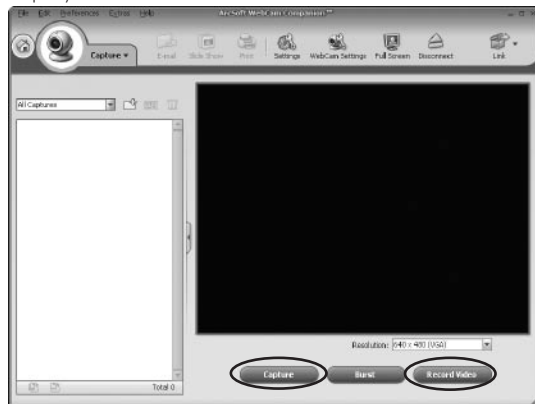 File Edit Preferences Extras Help ArcSoft WebCam Companion™
Capture E-mail Slide Show Print Settings WebCam Settings Full Screen Disconnect Link
All Captures
Resolution: 640 x 480 (VGA)
Capture Burst Record Video
Total 0